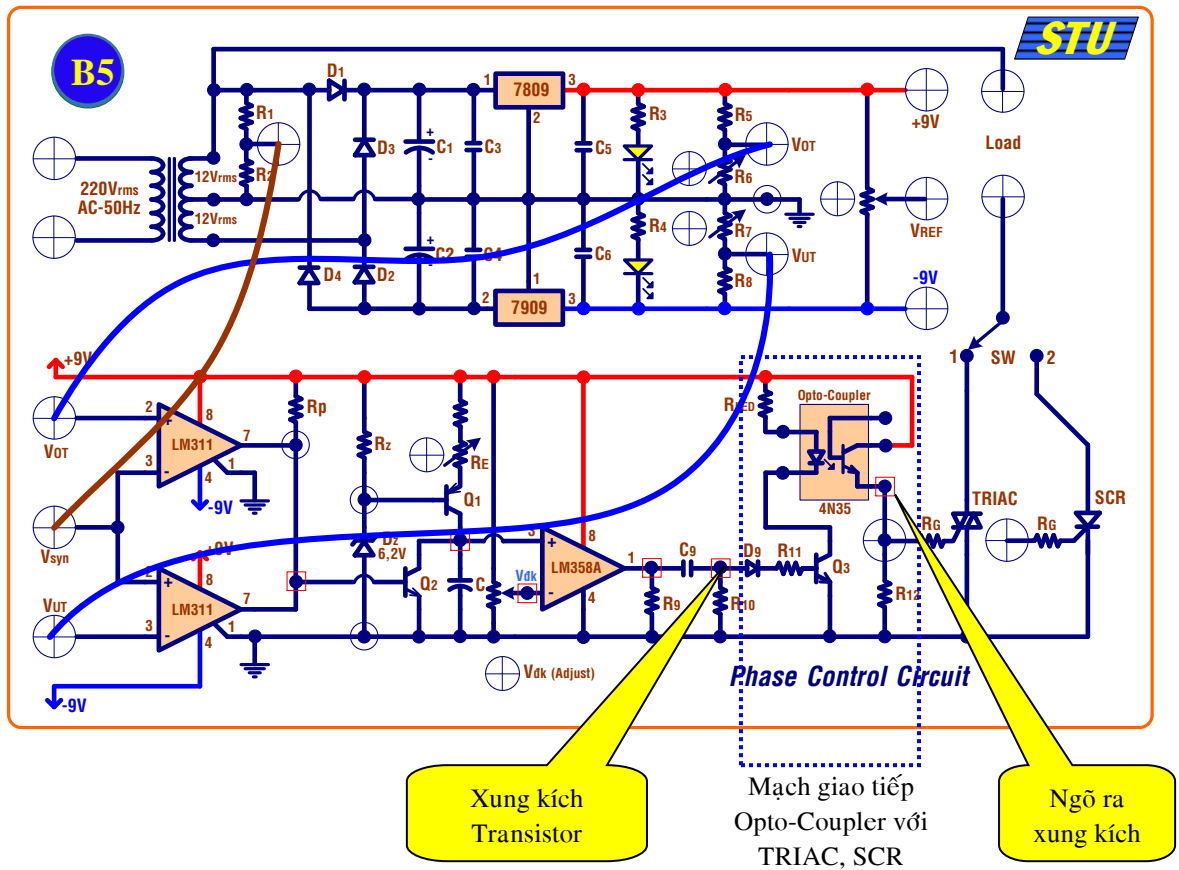 STU
B5
D1
1
7809
3
2
R1
R2
12Vrms
12Vrms
220Vrms
AC-50Hz
D3
+
C1
-
C3
C5
R3
R5
VOT
R6
+9V
Load
VREF
R4
R7
VUT
R8
-9V
D4
D2
+
C2
-
C4
C6
1
2
7909
3
+9V
VOT
2
+
8
LM311
7
3
-
1
4
-9V
Rp
Rz
RE
Q1
Dz
6,2V
Vsyn
+9V
2
+
8
LM311
7
3
-
1
4
VUT
-9V
Q2
C
Vđk
3
+
8
LM358A
1
-
4
C9
R9
R10
D9
R11
Q3
RLED
Opto-Coupler
4N35
R12
1
SW
2
TRIAC
RG
SCR
RG
Vđk (Adjust)
Phase Control Circuit
Xung kích
Transistor
Mạch giao tiếp
Opto-Coupler với
TRIAC, SCR
Ngõ ra
xung kích